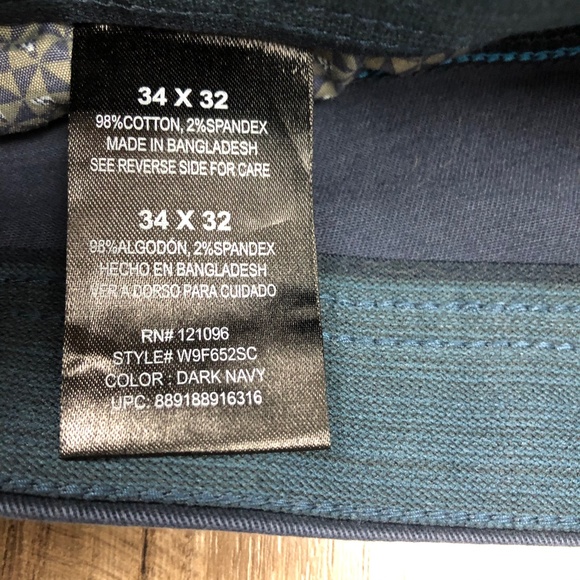 34 X 32
98%COTTON, 2%SPANDEX
MADE IN BANGLADESH
SEE REVERSE SIDE FOR CARE
34 X 32
98%ALGODÓN, 2%SPANDEX
HECHO EN BANGLADESH
VER A DORSO PARA CUIDADO
RN# 121096
STYLE# W9F652SC
COLOR : DARK NAVY
UPC: 889188916316